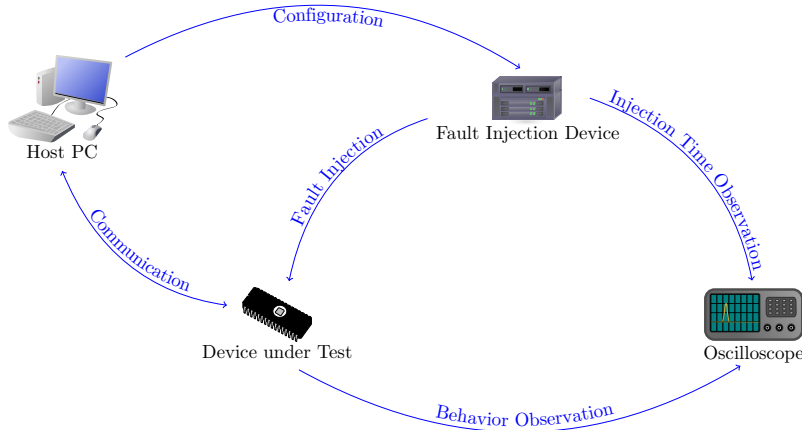 Configuration
Fault Injection Device
Host PC
Injection Time Observation
Fault Injection
Communication
Device under Test
Oscilloscope
Behavior Observation